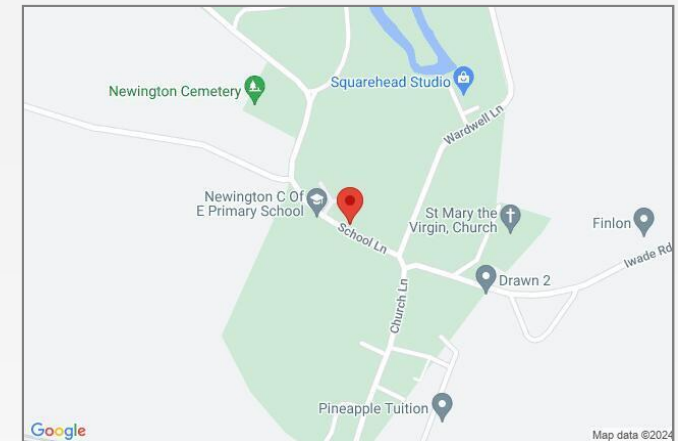 Newington Cemetery
Squarehead Studio
Wardwell Ln
Newington C Of
E Primary School
School Ln
St Mary the
Virgin, Church
Finlon
Iwade Rd
Drawn 2
Church Ln
Pineapple Tuition
Google
Map data ©2024